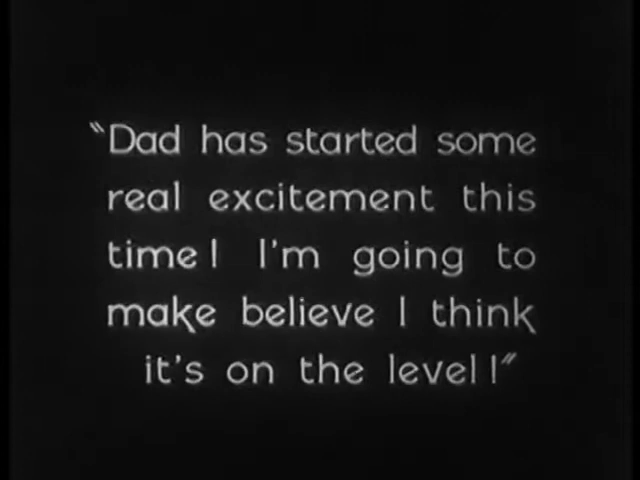 "Dad has started some
real excitement this
time! I'm going to
make believe I think
it's on the level!"